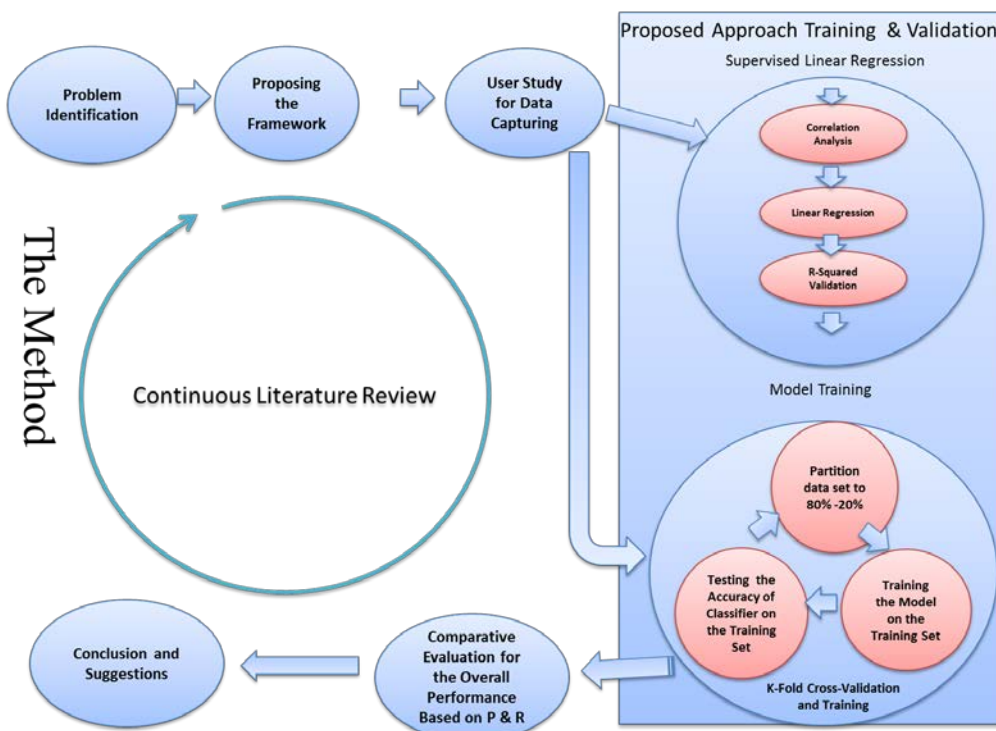 Proposed Approach Training & Validation
Supervised Linear Regression
Problem
Identification
Proposing
the
Framework
User Study
for Data
Capturing
Correlation
Analysis
Linear Regression
R-Squared
Validation
The Method
Continuous Literature Review
Model Training
Partition
data set to
80% -20%
Training
the Model
on the
Training Set
Testing the
Accuracy of
Classifier on
the Training
Set
K-Fold Cross-Validation
and Training
Comparative
Evaluation for
the Overall
Performance
Based on P & R
Conclusion and
Suggestions